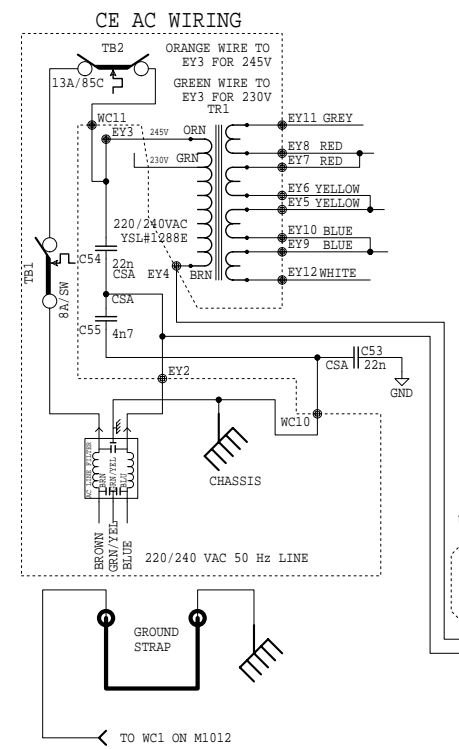 CE AC WIRING
TB2
13A/85C
ORANGE WIRE TO
EY3 FOR 245V
GREEN WIRE TO
EY3 FOR 230V
TR1
WC11
EY3
245V
ORN
230V
GRN
EY11 GREY
EY8 RED
EY7 RED
EY6 YELLOW
EY5 YELLOW
EY10 BLUE
EY9 BLUE
EY12 WHITE
220/240VAC
YSL#1288E
EY4
BRN
TB1
8A/SW
C54
22n
CSA
CSA
C55
4n7
EY2
C53
CSA
22n
GND
WC10
CHASSIS
AC LINE FILTER
BRN
GRN/YEL
BLU
BROWN
GRN/YEL
BLUE
220/240 VAC 50 Hz LINE
GROUND
STRAP
TO WC1 ON M1012